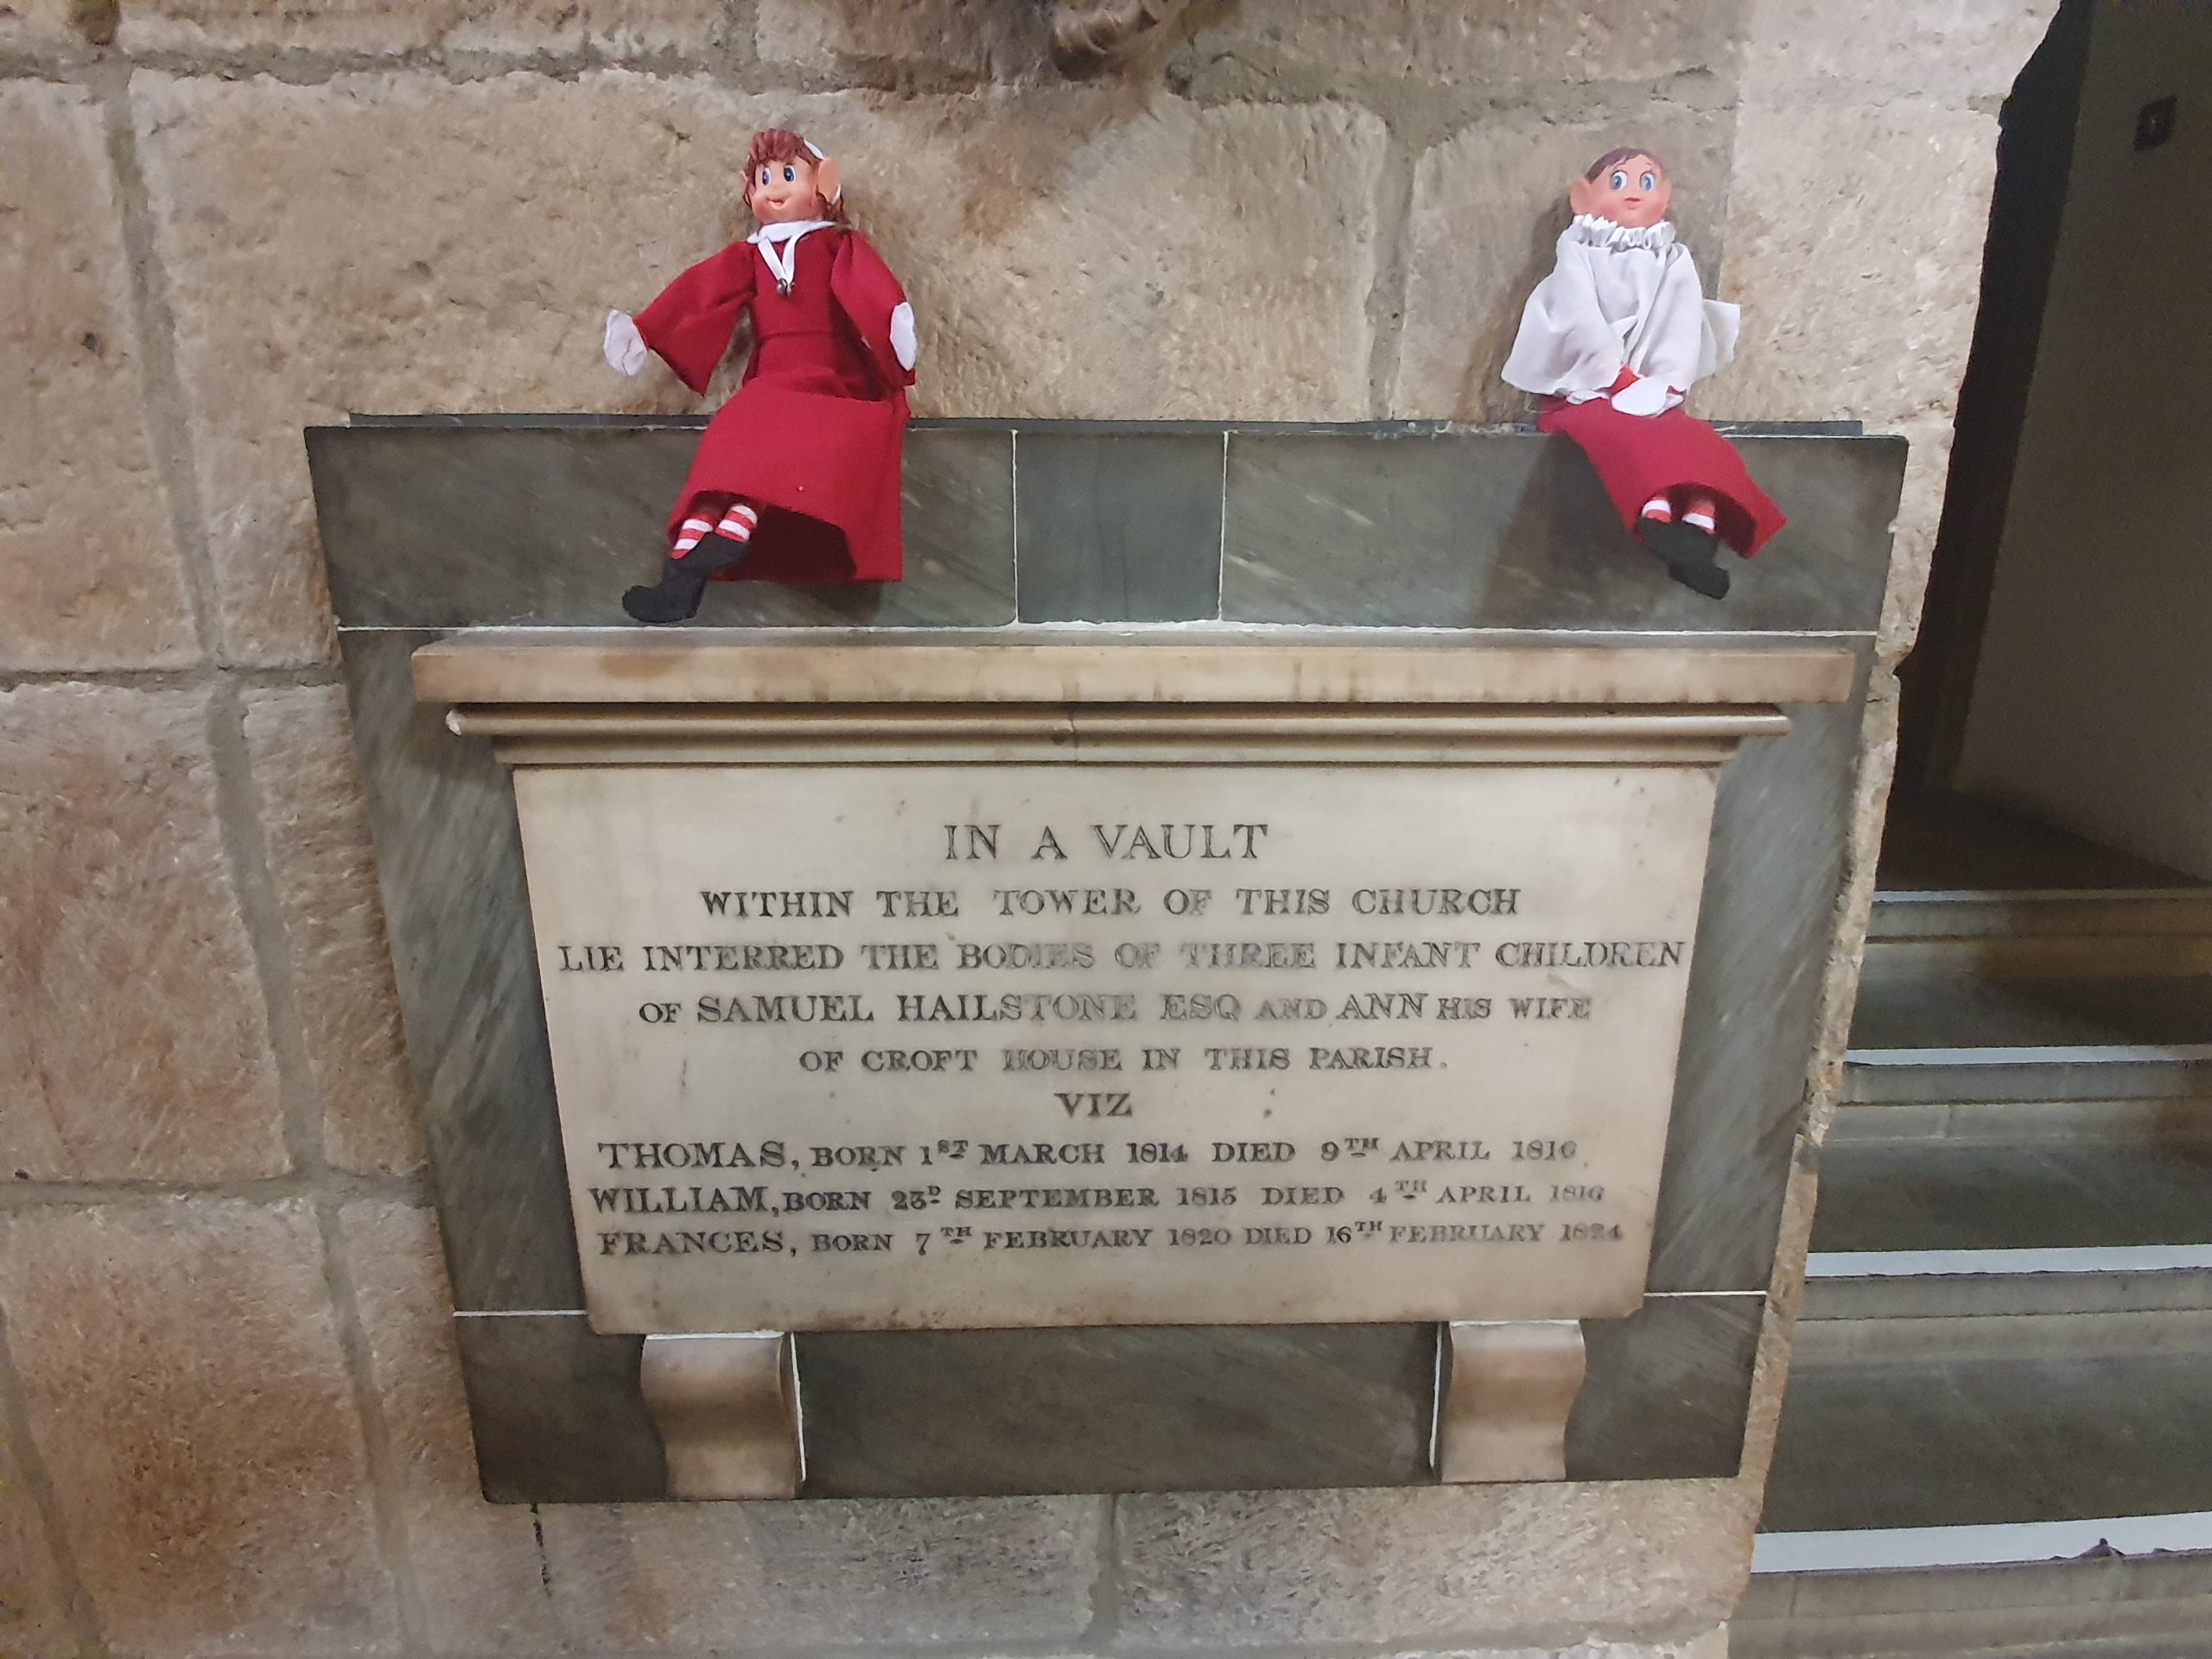 IN A VAULT
WITHIN THE TOWER OF THIS CHURCH
LIE INTERRED THE BODIES OF THREE INFANT CHILDREN
OF SAMUEL HAILSTONE ESQ AND ANN HIS WIFE
OF CROFT HOUSE IN THIS PARISH.
VIZ
THOMAS, BORN 1ST MARCH 1814 DIED 9TH APRIL 1816.
WILLIAM, BORN 23D SEPTEMBER 1815 DIED 4TH APRIL 1816
FRANCES, BORN 7TH FEBRUARY 1820 DIED 16TH FEBRUARY 1824